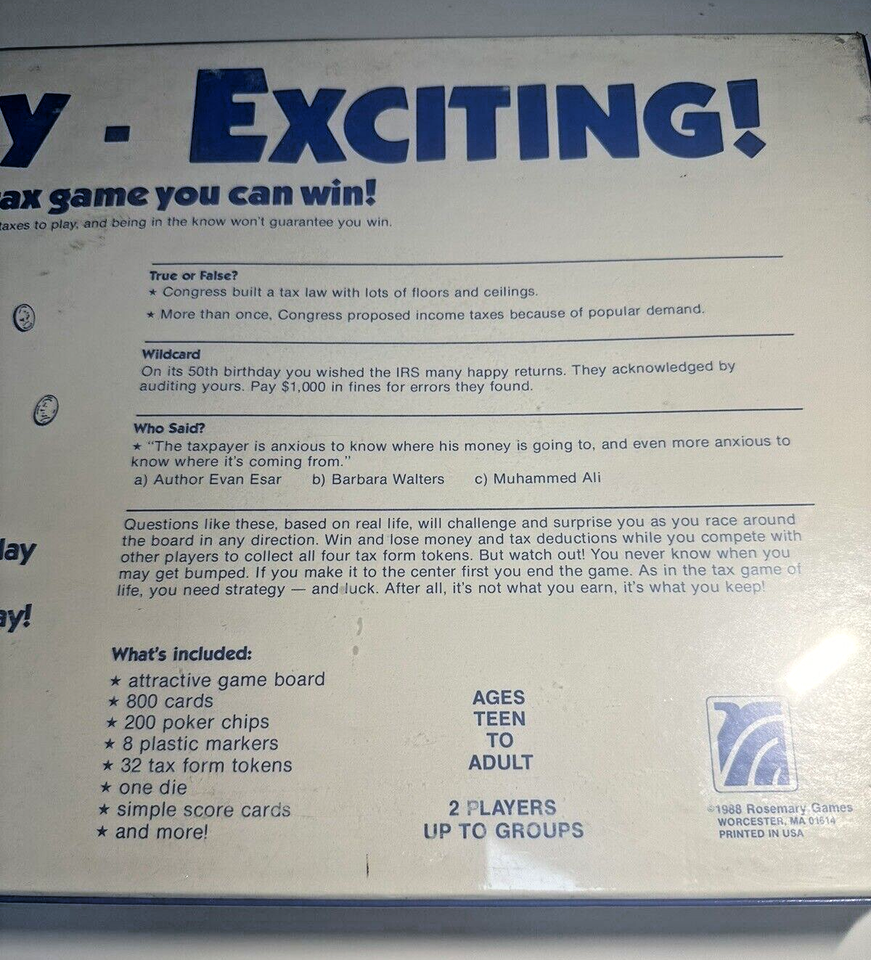 y - EXCITING!
ax game you can win!
taxes to play, and being in the know won't guarantee you win.
True or False?
★ Congress built a tax law with lots of floors and ceilings.
★ More than once, Congress proposed income taxes because of popular demand.
Wildcard
On its 50th birthday you wished the IRS many happy returns. They acknowledged by
auditing yours. Pay $1,000 in fines for errors they found.
Who Said?
★ "The taxpayer is anxious to know where his money is going to, and even more anxious to
know where it's coming from."
a) Author Evan Esar b) Barbara Walters c) Muhammed Ali
Questions like these, based on real life, will challenge and surprise you as you race around
the board in any direction. Win and lose money and tax deductions while you compete with
other players to collect all four tax form tokens. But watch out! You never know when you
may get bumped. If you make it to the center first you end the game. As in the tax game of
life, you need strategy — and luck. After all, it's not what you earn, it's what you keep!
lay
ay!
What's included:
★ attractive game board
★ 800 cards
★ 200 poker chips
★ 8 plastic markers
★ 32 tax form tokens
★ one die
★ simple score cards
★ and more!
AGES
TEEN
TO
ADULT
2 PLAYERS
UP TO GROUPS
©1988 Rosemary Games
WORCESTER, MA 01614
PRINTED IN USA